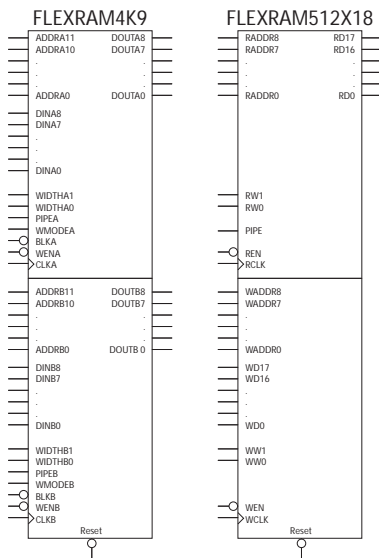 FLEXRAM4K9
ADDRA11 DOUTA8
ADDRA10 DOUTA7
. .
. .
. .
ADDRA0 DOUTA0
DINA8
DINA7
.
.
.
DINA0
WIDTHA1
WIDTHA0
PIPEA
WMODEA
BLKA
WENA
CLKA
ADDRB11 DOUTB8
ADDRB10 DOUTB7
. .
. .
. .
ADDRB0 DOUTB 0
DINB8
DINB7
.
.
.
DINB0
WIDTHB1
WIDTHB0
PIPEB
WMODEB
BLKB
WENB
CLKB
Reset
FLEXRAM512X18
RADDR8 RD17
RADDR7 RD16
. .
. .
. .
RADDR0 RD0
RW1
RW0
PIPE
REN
RCLK
WADDR8
WADDR7
.
.
.
WADDR0
WD17
WD16
.
.
.
WD0
WW1
WW0
WEN
WCLK
Reset